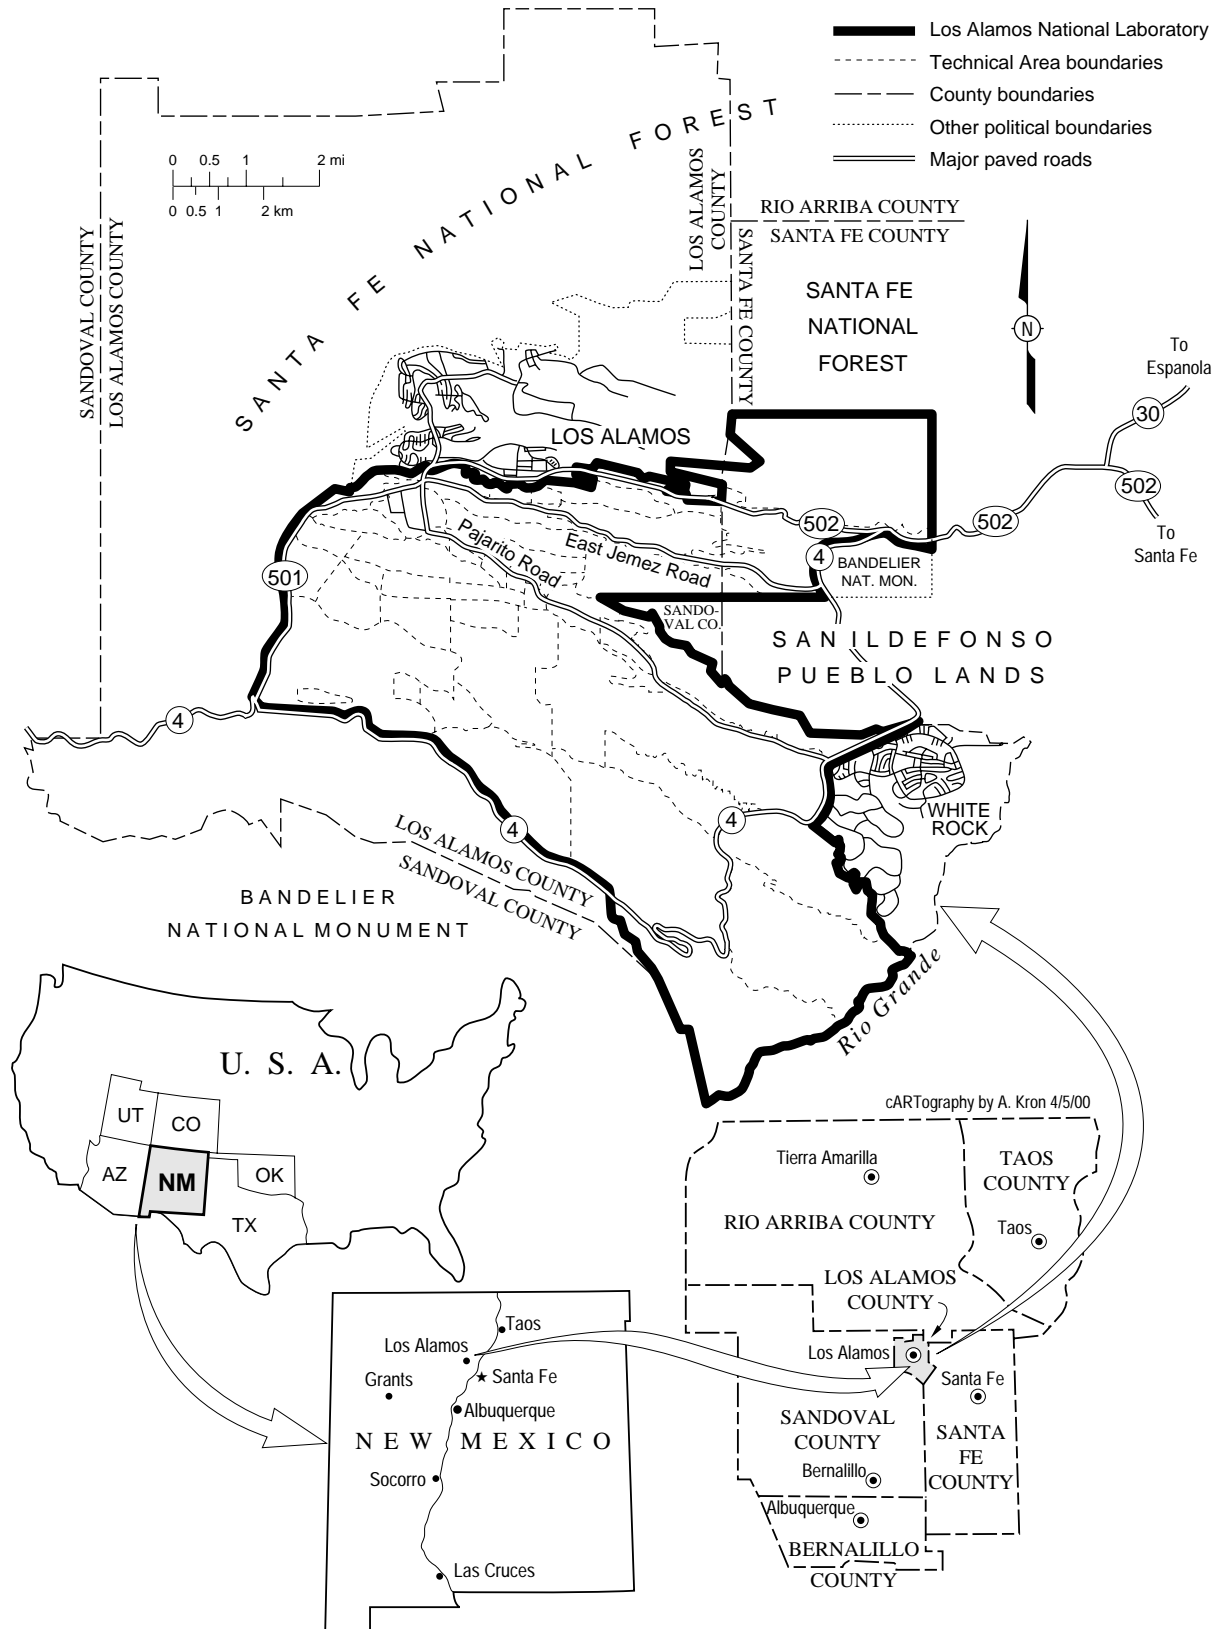 Los Alamos National Laboratory
Technical Area boundaries
County boundaries
Other political boundaries
Major paved roads
0 0.5 1 2 mi
0 0.5 1 2 km
SANTA FE NATIONAL FOREST
SANDOVAL COUNTY
LOS ALAMOS COUNTY
LOS ALAMOS
COUNTY
SANTA FE COUNTY
RIO ARRIBA COUNTY
SANTA FE COUNTY
SANTA FE
NATIONAL
FOREST
N
To
Espanola
30
502
To
Santa Fe
502
502
LOS ALAMOS
4
BANDELIER
NAT. MON.
East Jemez Road
Pajarito Road
501
SANDO-
VAL CO.
SAN ILDEFONSO
PUEBLO LANDS
4
WHITE
ROCK
4
4
LOS ALAMOS COUNTY
SANDOVAL COUNTY
BANDELIER
NATIONAL MONUMENT
Rio Grande
U. S. A.
UT
CO
AZ
NM
OK
TX
cARTography by A. Kron 4/5/00
Tierra Amarilla
TAOS
COUNTY
RIO ARRIBA COUNTY
Taos
LOS ALAMOS
COUNTY
Los Alamos
Santa Fe
SANDOVAL
COUNTY
SANTA
FE
COUNTY
Bernalillo
Albuquerque
BERNALILLO
COUNTY
Taos
Los Alamos
Santa Fe
Grants
Albuquerque
NEW MEXICO
Socorro
Las Cruces